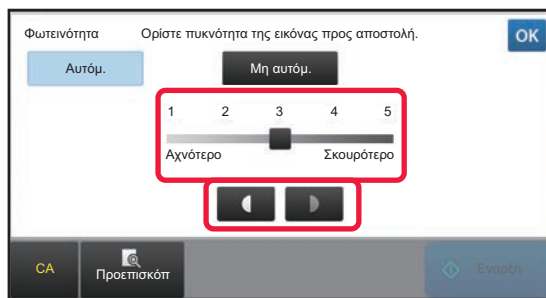 Φωτεινότητα Ορίστε πυκνότητα της εικόνας προς αποστολή. OK
Αυτόμ. Μη αυτόμ.
1 2 3 4 5
Αχνότερο Σκουρότερο
CA Προεπισκόπ Έναρξη